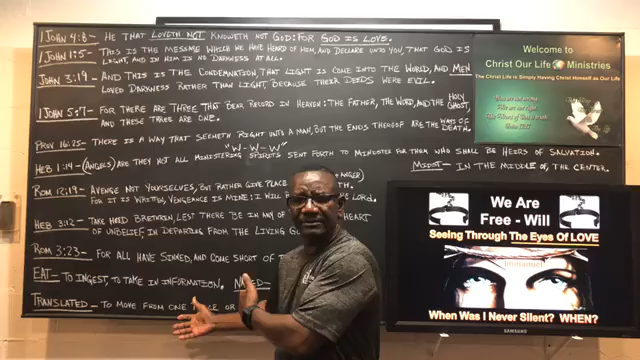 1 JOHN 4:8- HE THAT LOVETH NOT KNOWETH NOT GOD: FOR GOD IS LOVE.
1 JOHN 1:5- THIS IS THE MESSAGE WHICH WE HAVE HEARD OF HIM, AND DECLARE UNTO YOU, THAT GOD IS
LIGHT, AND IN HIM IS NO DARKNESS AT ALL.
JOHN 3:19- AND THIS IS THE CONDEMNATION, THAT LIGHT IS COME INTO THE WORLD, AND MEN
LOVED DARKNESS RATHER THAN LIGHT, BECAUSE THEIR DEEDS WERE EVIL.
1 JOHN 5:7- FOR THERE ARE THREE THAT BEAR RECORD IN HEAVEN: THE FATHER, THE WORD, AND THE HOLY GHOST,
AND THESE THREE ARE ONE.
PROV 16:25- THERE IS A WAY THAT SEEMETH RIGHT UNTO A MAN, BUT THE ENDS THEREOF ARE THE WAYS OF DEATH.
"W-W-W"
HEB 1:14 (ANGELS) ARE THEY NOT ALL MINISTERING SPIRITS SENT FORTH TO MINISTER FOR THEM WHO SHALL BE HEIRS OF SALVATION.
MIDST- IN THE MIDDLE OF THE CENTER.
ANGER)
ROM 12:19- AVENGE NOT YOURSELVES, BUT RATHER GIVE PLACE
FOR IT IS WRITTEN, VENGEANCE IS MINE: I WILL LORD.
HEB 3:12- TAKE HEED BRETHREN, LEST THERE BE IN ANY OF HEART
OF UNBELIEF, IN DEPARTING FROM THE LIVING
ROM 3:23- FOR ALL HAVE SINNED, AND COME SHORT OF
EAT- TO INGEST, TO TAKE IN INFORMATION.
TRANSLATED- TO MOVE FROM ONE OR
Welcome to
Christ Our Life Ministries
The Christ Life is Simply Having Christ Himself as Our Life
We Are
Free - Will
Seeing Through The Eyes Of LOVE
Immanuel
When Was I Never Silent? WHEN?
SAMSUNG